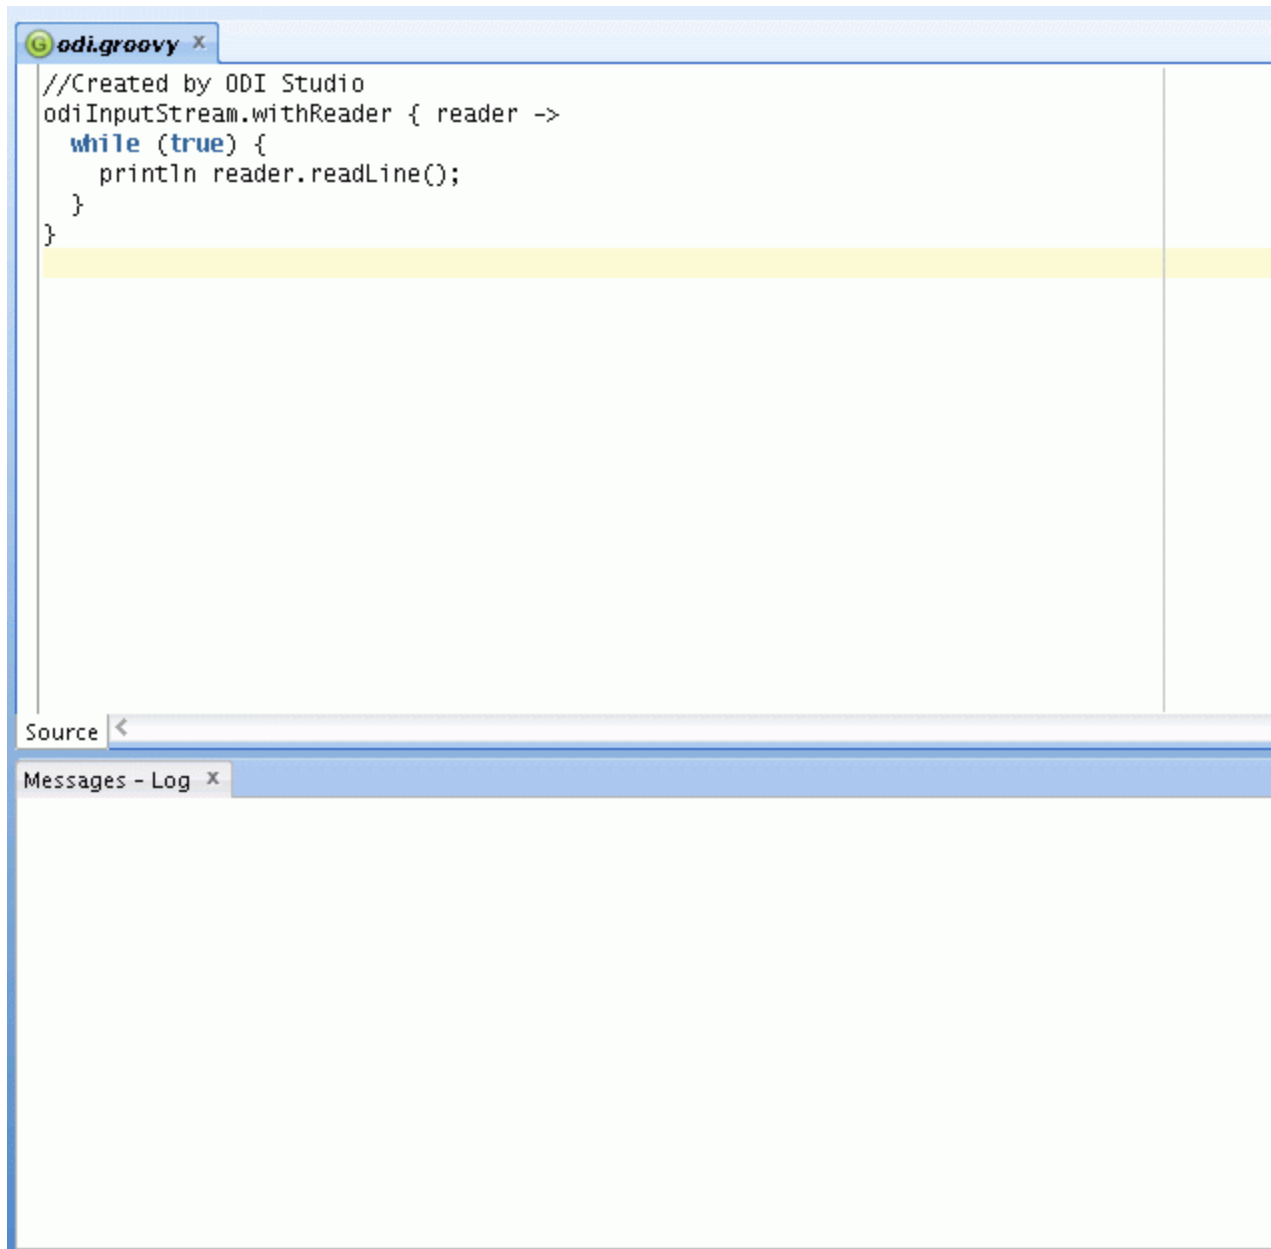 G odi.groovy x
//Created by ODI Studio
odiInputStream.withReader { reader ->
  while (true) {
    println reader.readLine();
  }
}
Source <
Messages - Log x